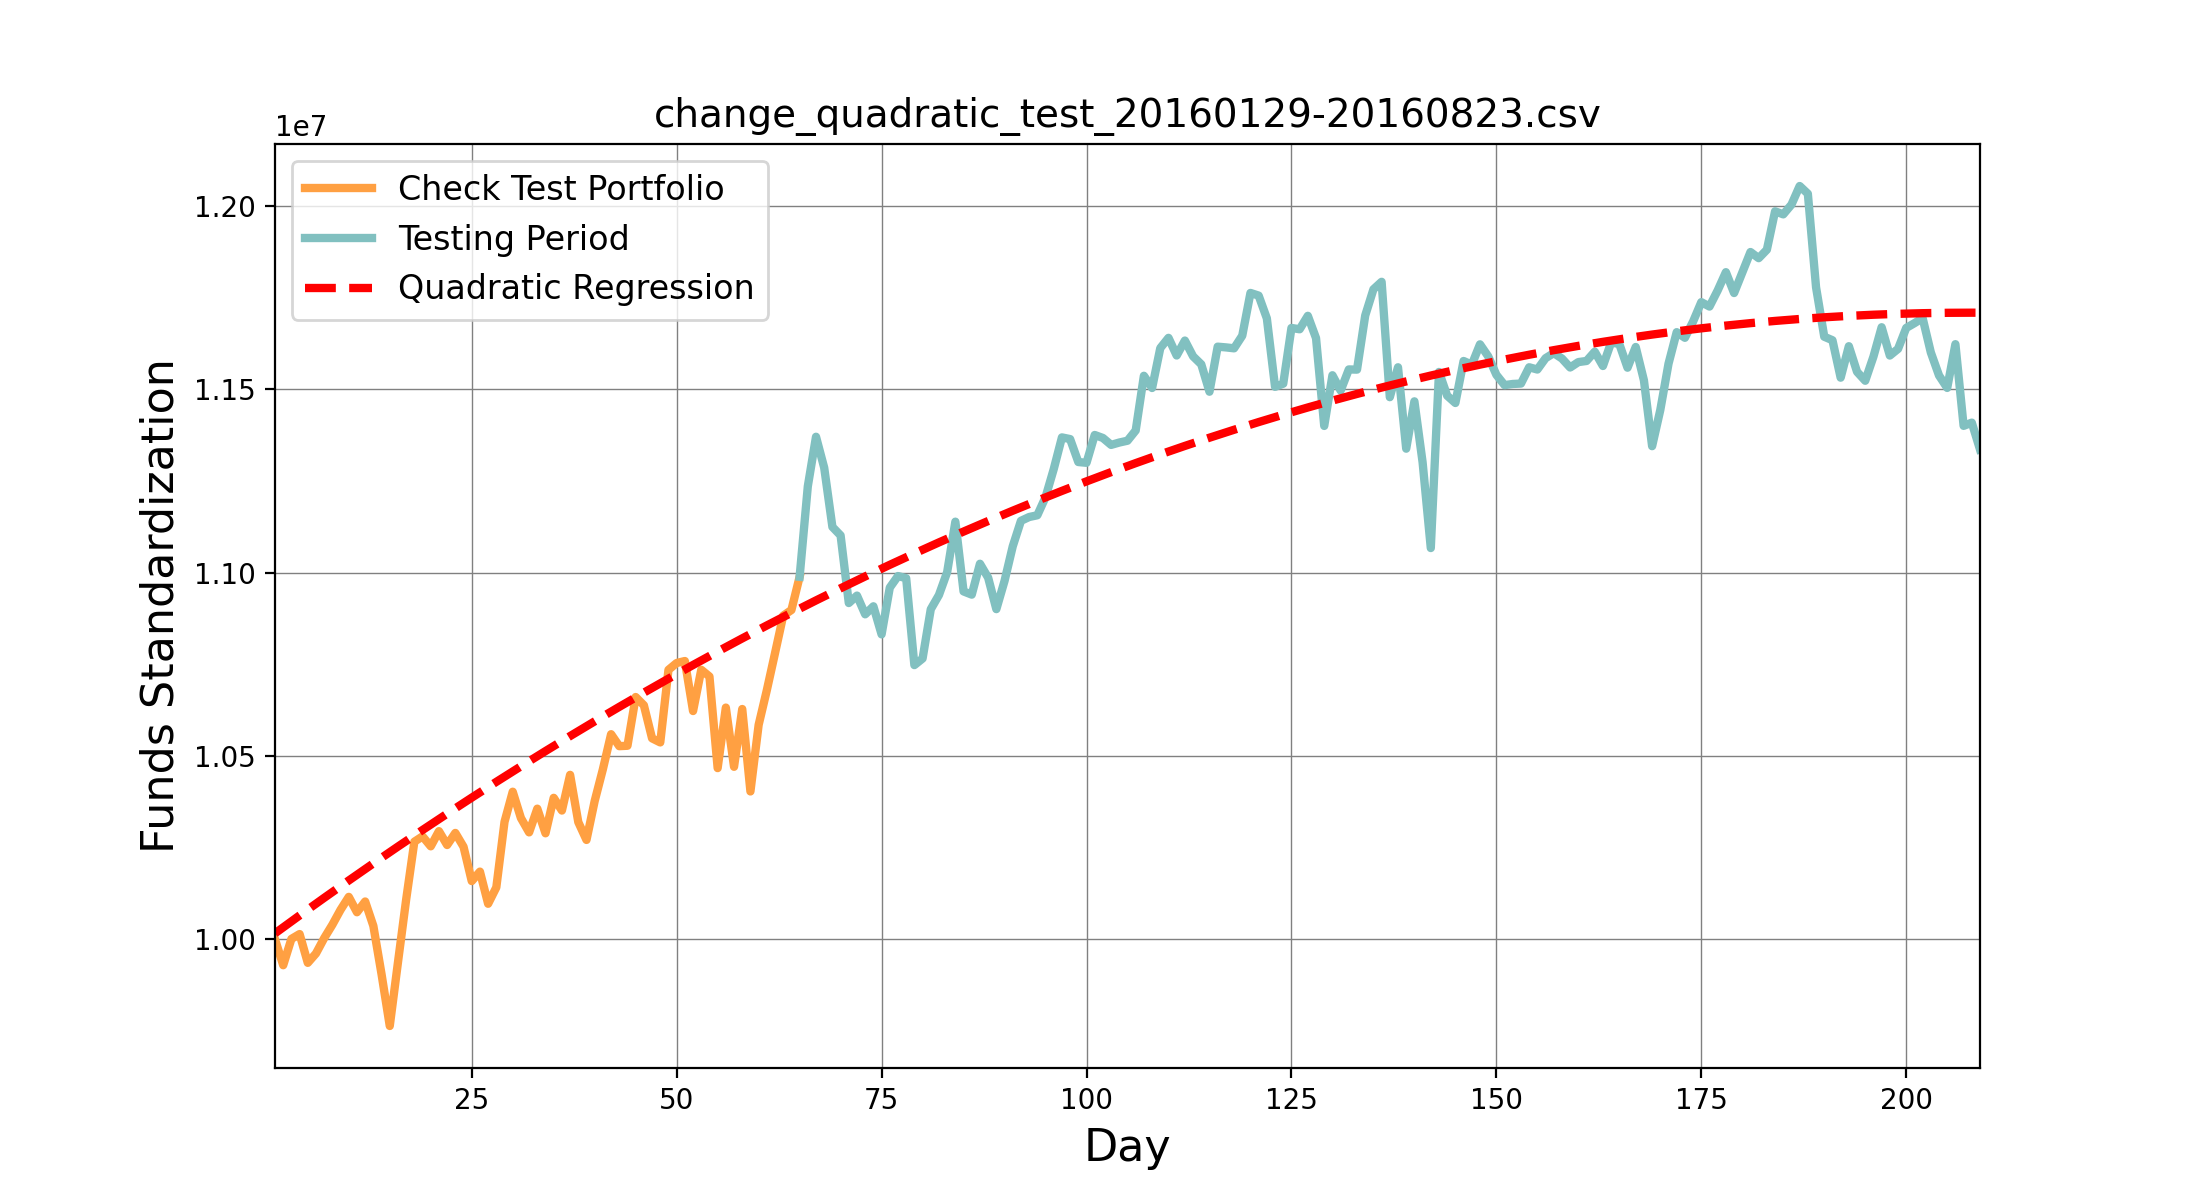 change_quadratic_test_20160129-20160823.csv
1e7
Check Test Portfolio
Testing Period
Quadratic Regression
1.20
1.15
1.10
1.05
1.00
Funds Standardization
25 50 75 100 125 150 175 200
Day